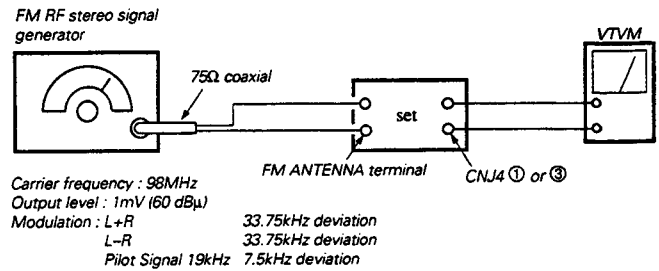 FM RF stereo signal
generator
75Ω coaxial
VTVM
set
FM ANTENNA terminal
CNJ4 ① or ③
Carrier frequency : 98MHz
Output level : 1mV (60 dBμ)
Modulation : L+R 33.75kHz deviation
L–R 33.75kHz deviation
Pilot Signal 19kHz 7.5kHz deviation